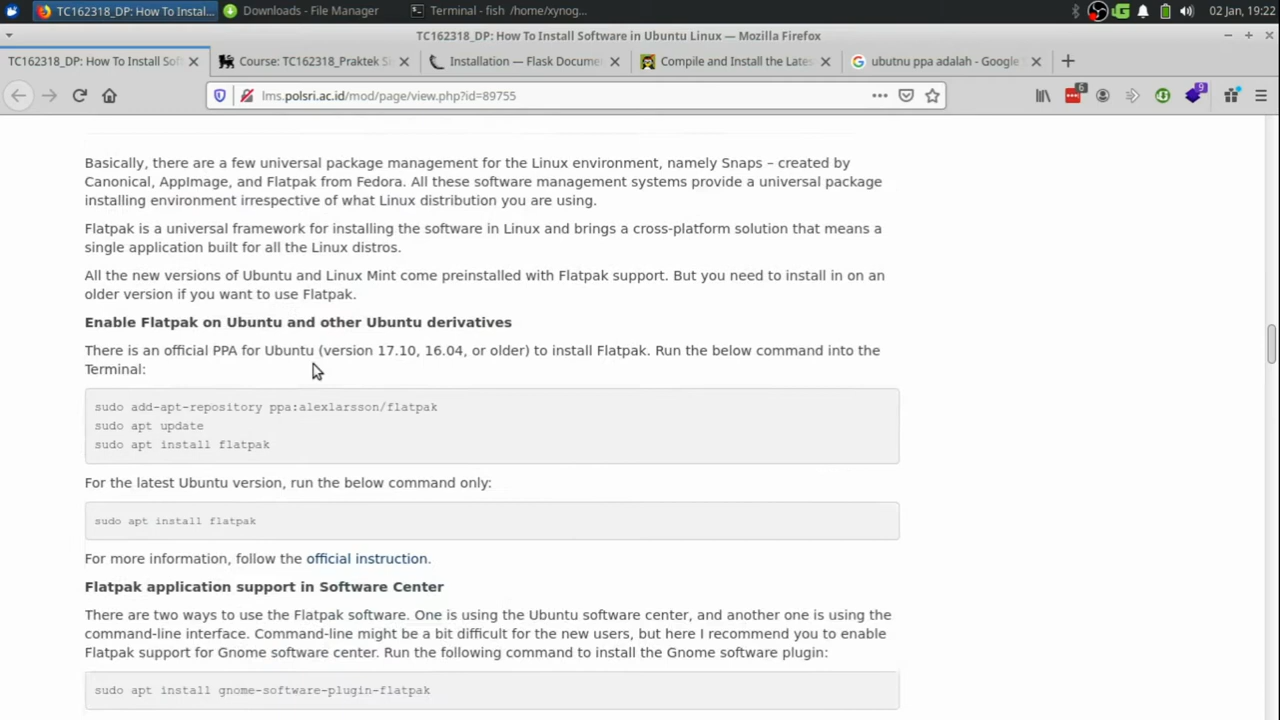 TC162318_DP: How To Instal...
Downloads - File Manager
Terminal - fish /home/xynog...
02 Jan, 19:22
TC162318_DP: How To Install Software in Ubuntu Linux — Mozilla Firefox
TC162318_DP: How To Install Sof
Course: TC162318_Praktek S
Installation — Flask Docume
Compile and Install the Lates
ubutnu ppa adalah - Google
lms.polsri.ac.id/mod/page/view.php?id=89755
6
9
Basically, there are a few universal package management for the Linux environment, namely Snaps – created by
Canonical, AppImage, and Flatpak from Fedora. All these software management systems provide a universal package
installing environment irrespective of what Linux distribution you are using.
Flatpak is a universal framework for installing the software in Linux and brings a cross-platform solution that means a
single application built for all the Linux distros.
All the new versions of Ubuntu and Linux Mint come preinstalled with Flatpak support. But you need to install in on an
older version if you want to use Flatpak.
Enable Flatpak on Ubuntu and other Ubuntu derivatives
There is an official PPA for Ubuntu (version 17.10, 16.04, or older) to install Flatpak. Run the below command into the
Terminal:
sudo add-apt-repository ppa:alexlarsson/flatpak
sudo apt update
sudo apt install flatpak
For the latest Ubuntu version, run the below command only:
sudo apt install flatpak
For more information, follow the official instruction.
Flatpak application support in Software Center
There are two ways to use the Flatpak software. One is using the Ubuntu software center, and another one is using the
command-line interface. Command-line might be a bit difficult for the new users, but here I recommend you to enable
Flatpak support for Gnome software center. Run the following command to install the Gnome software plugin:
sudo apt install gnome-software-plugin-flatpak